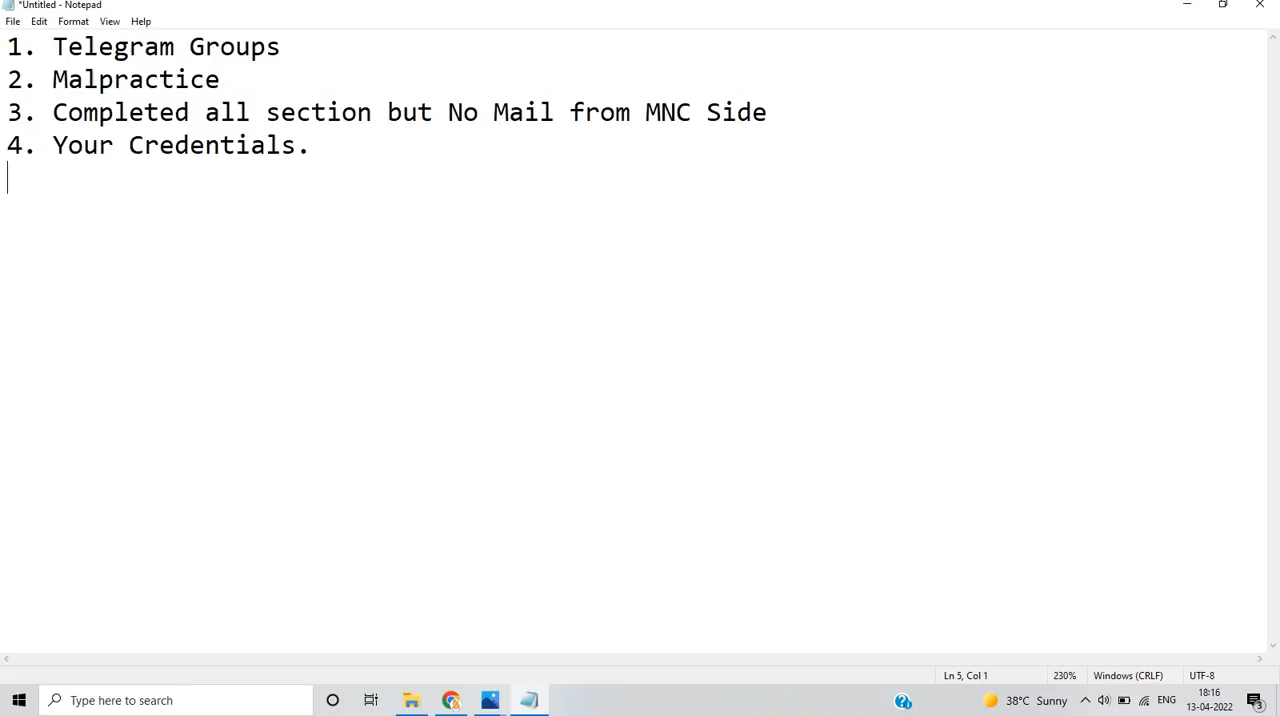 *Untitled - Notepad
File Edit Format View Help
1. Telegram Groups
2. Malpractice
3. Completed all section but No Mail from MNC Side
4. Your Credentials.
Ln 5, Col 1 230% Windows (CRLF) UTF-8
Type here to search
38°C Sunny ENG
18:16
13-04-2022
3